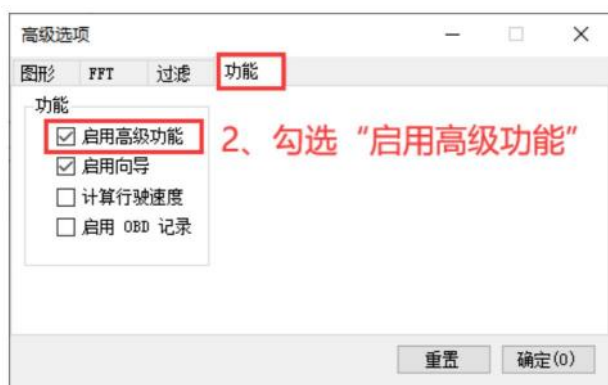 高级选项
图形 FFT 过滤 功能
功能
启用高级功能
2、勾选“启用高级功能”
启用向导
计算行驶速度
启用 OBD 记录
重置 确定(O)